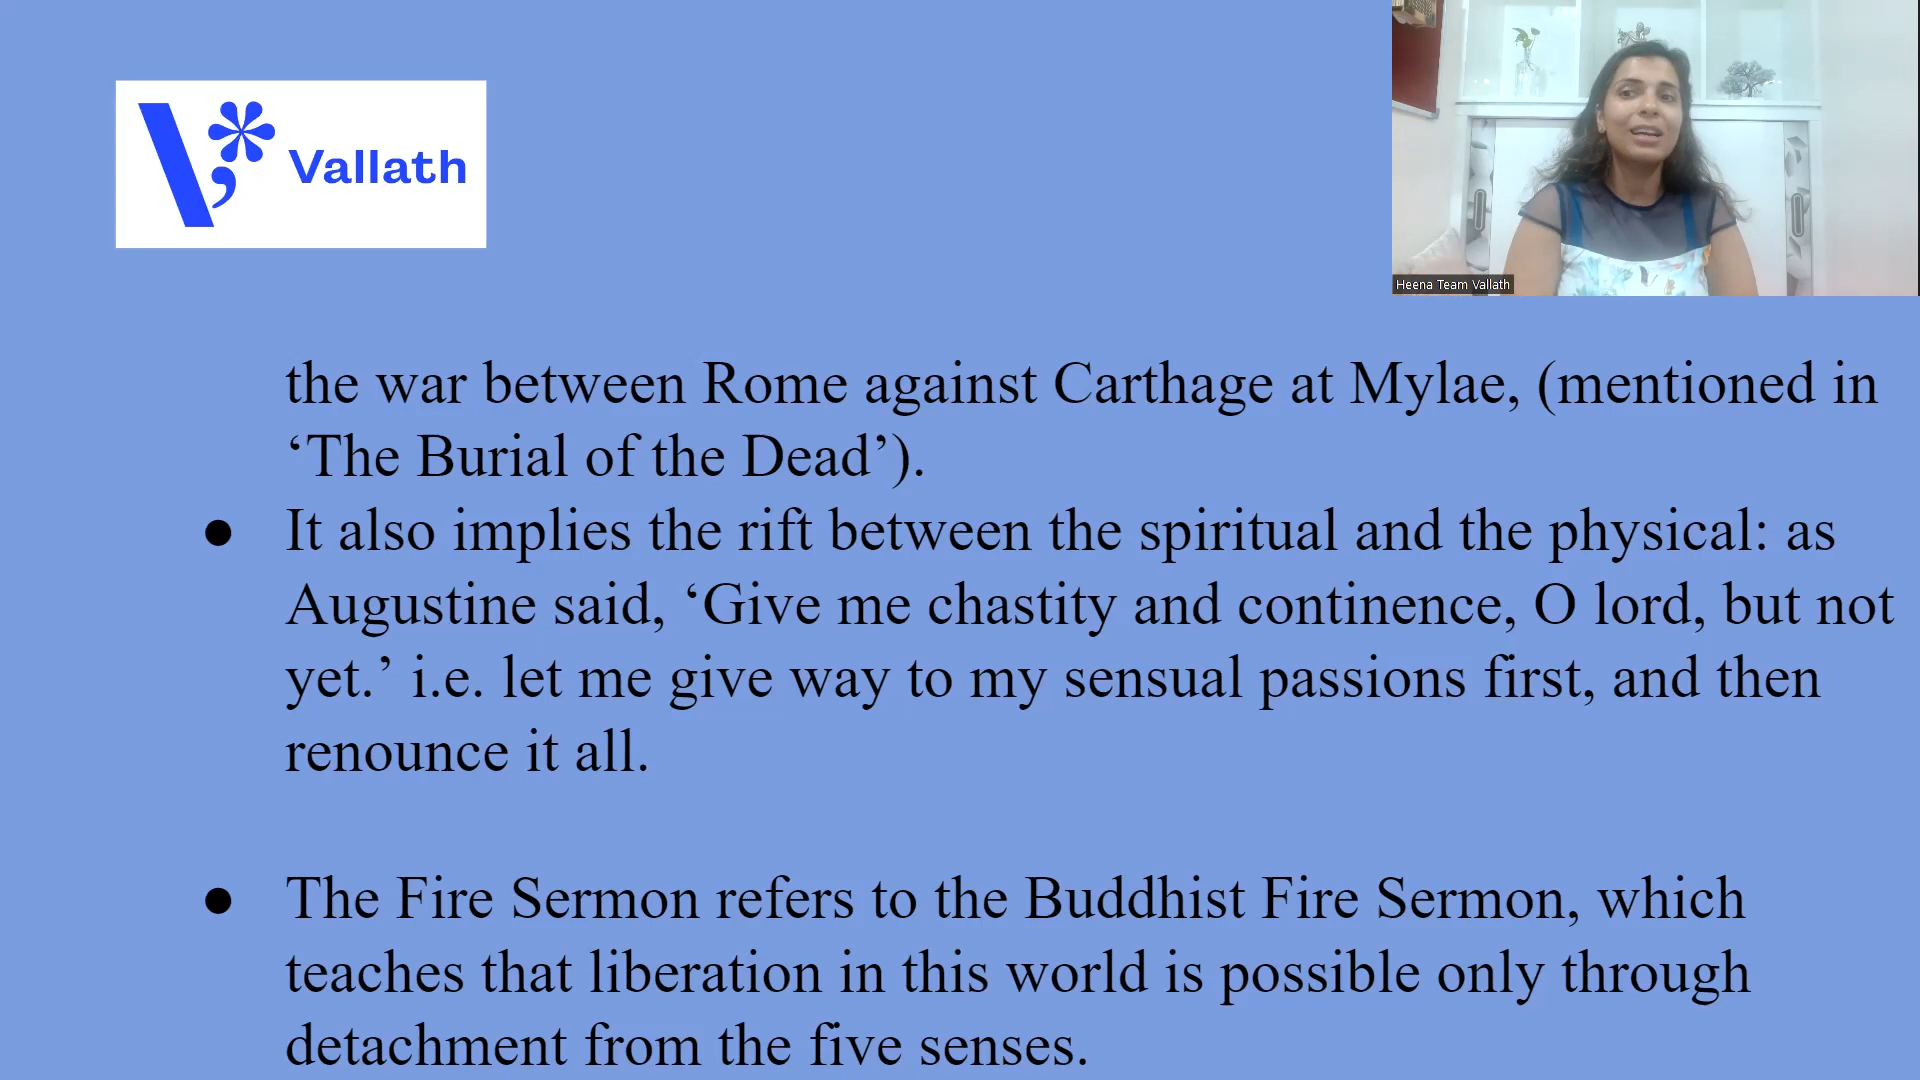 Vallath
Heena Team Vallath
the war between Rome against Carthage at Mylae, (mentioned in
‘The Burial of the Dead’).
● It also implies the rift between the spiritual and the physical: as
Augustine said, ‘Give me chastity and continence, O lord, but not
yet.’ i.e. let me give way to my sensual passions first, and then
renounce it all.
● The Fire Sermon refers to the Buddhist Fire Sermon, which
teaches that liberation in this world is possible only through
detachment from the five senses.